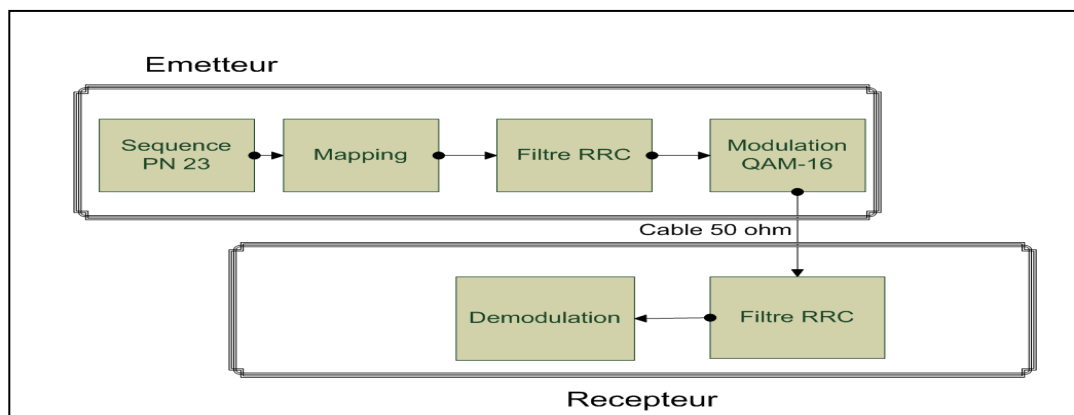 Emetteur
Sequence
PN 23
Mapping
Filtre RRC
Modulation
QAM-16
Cable 50 ohm
Demodulation
Filtre RRC
Recepteur